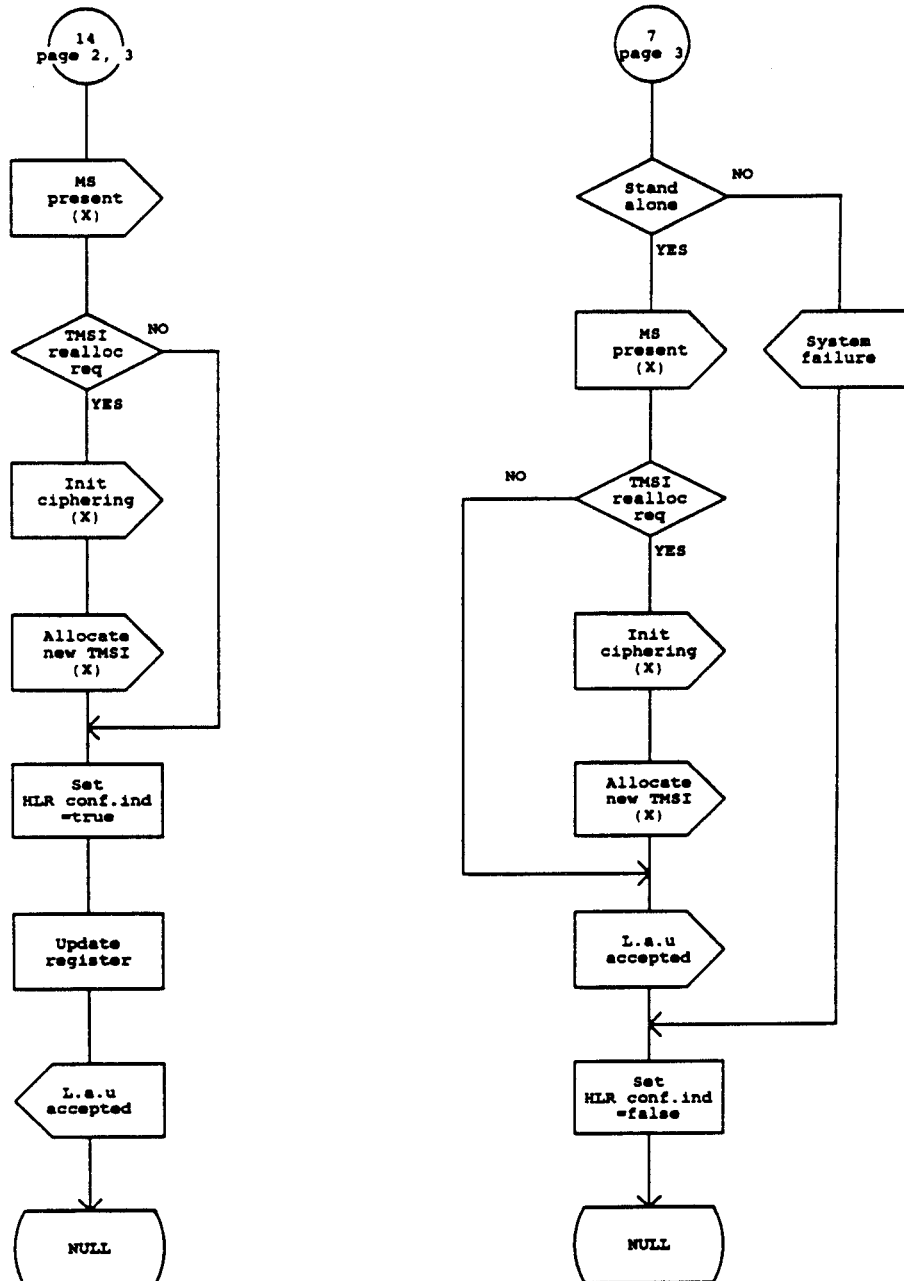 14
page 2, 3
MS
present
(X)
TMSI
realloc
req
NO
YES
Init
ciphering
(X)
Allocate
new TMSI
(X)
Set
HLR conf.ind
=true
Update
register
L.a.u
accepted
NULL
7
page 3
Stand
alone
NO
YES
MS
present
(X)
System
failure
NO
TMSI
realloc
req
YES
Init
ciphering
(X)
Allocate
new TMSI
(X)
L.a.u
accepted
Set
HLR conf.ind
=false
NULL